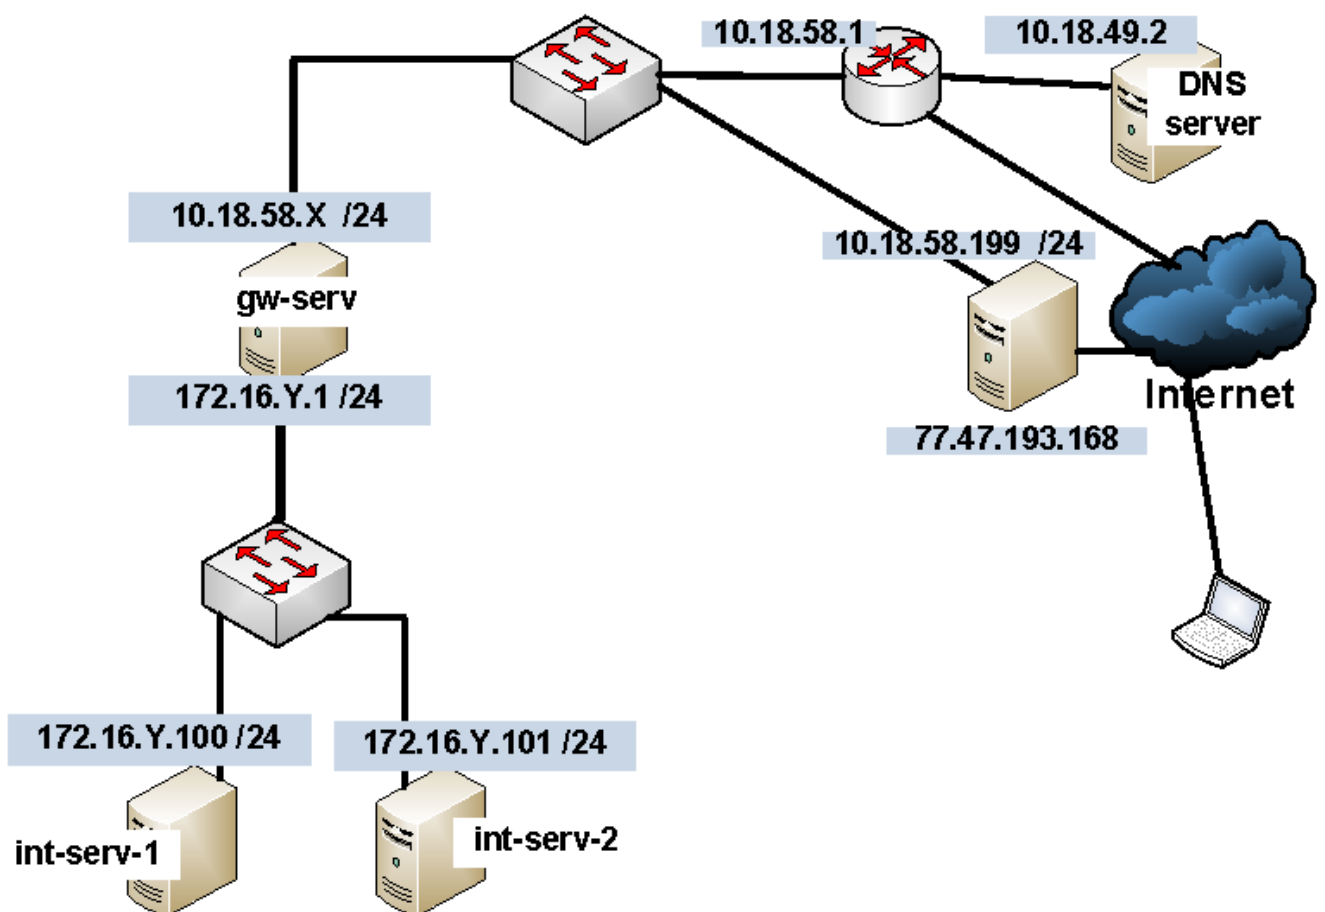 10.18.58.1
10.18.49.2
DNS
server
10.18.58.X /24
gw-serv
10.18.58.199 /24
172.16.Y.1 /24
Internet
77.47.193.168
172.16.Y.100 /24
172.16.Y.101 /24
int-serv-1
int-serv-2